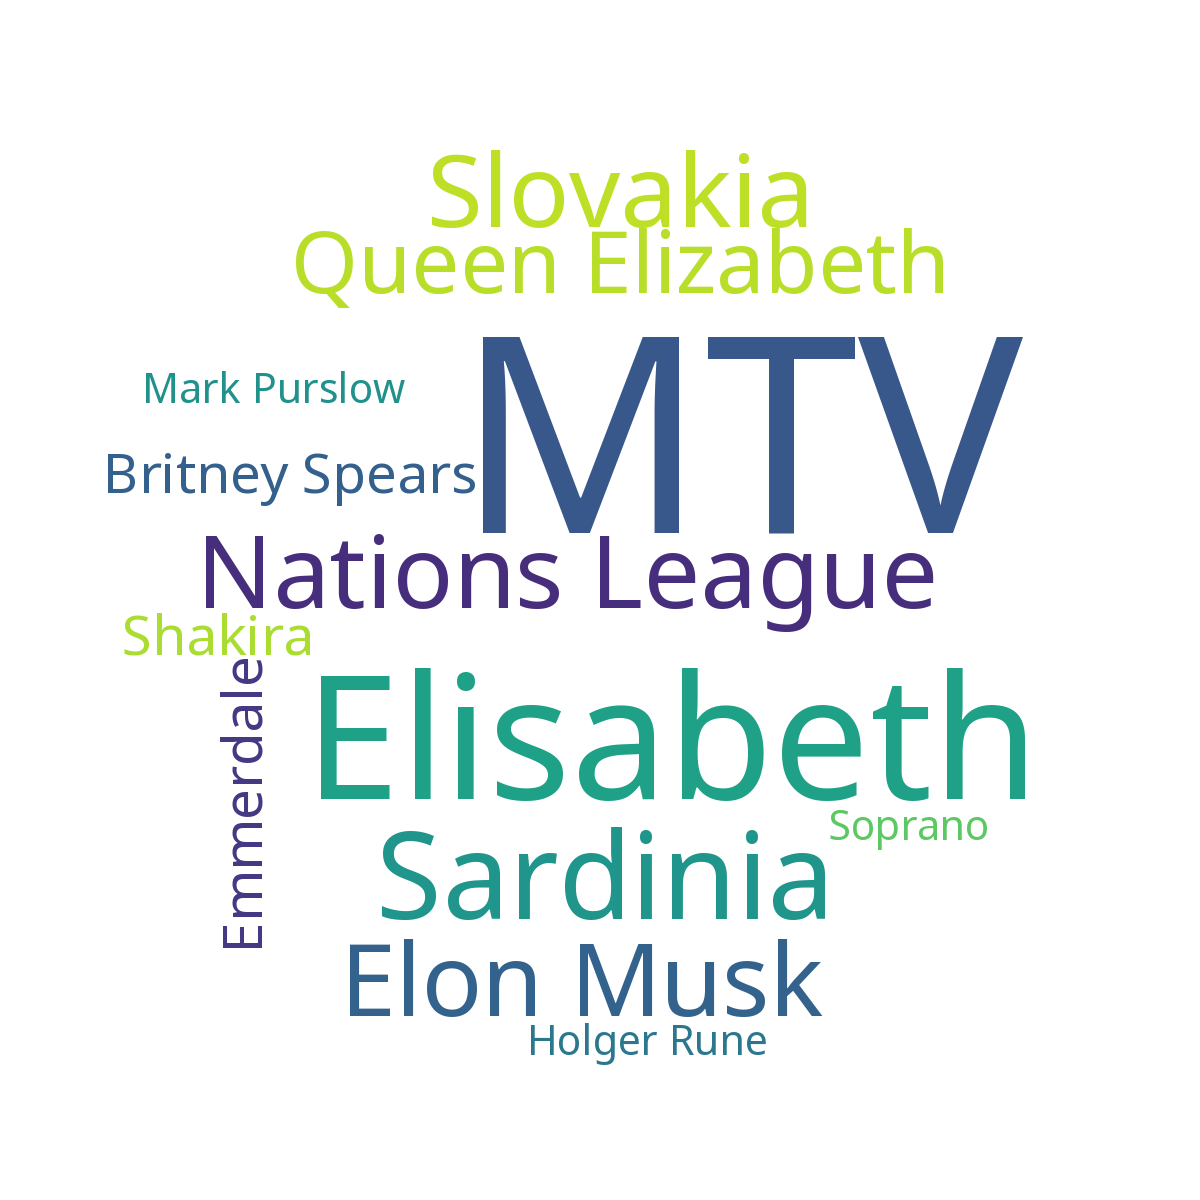 Slovakia
Queen Elizabeth
MTV
Mark Purslow
Britney Spears
Nations League
Shakira
Emmerdale
Elisabeth
Soprano
Sardinia
Elon Musk
Holger Rune